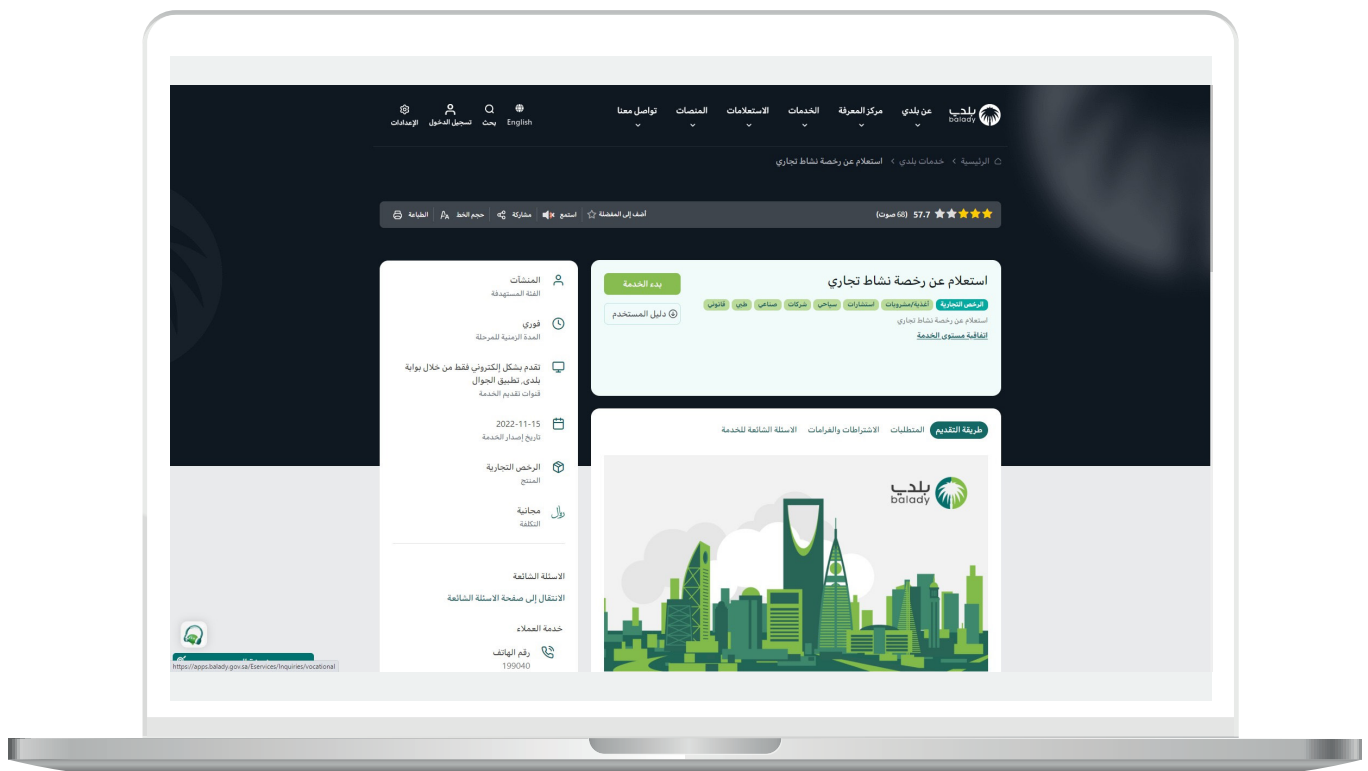 بلدي
balady
عن بلدي
مركز المعرفة
الخدمات
الاستعلامات
المنصات
تواصل معنا
English
بحث
تسجيل الدخول
الإعدادات
الرئيسية > خدمات بلدي > استعلام عن رخصة نشاط تجاري
57.7 (68 صوت)
أضف إلى المفضلة
استمع
مشاركة
حجم الخط
الطباعة
استعلام عن رخصة نشاط تجاري
الرخص التجارية أغذية/مشروبات استشارات سياحي شركات صناعي طبي قانوني
استعلام عن رخصة نشاط تجاري
اتفاقية مستوى الخدمة
بدء الخدمة
دليل المستخدم
طريقة التقديم المتطلبات الاشتراطات والغرامات الاسئلة الشائعة للخدمة
بلدي
balady
المنشآت
الفئة المستهدفة
فوري
المدة الزمنية للمرحلة
تقدم بشكل إلكتروني فقط من خلال بوابة
بلدي, تطبيق الجوال
قنوات تقديم الخدمة
2022-11-15
تاريخ إصدار الخدمة
الرخص التجارية
المنتج
ريال
مجانية
التكلفة
الاسئلة الشائعة
الانتقال إلى صفحة الاسئلة الشائعة
خدمة العملاء
رقم الهاتف
199040
https://apps.balady.gov.sa/Eservices/Inquiries/vocational